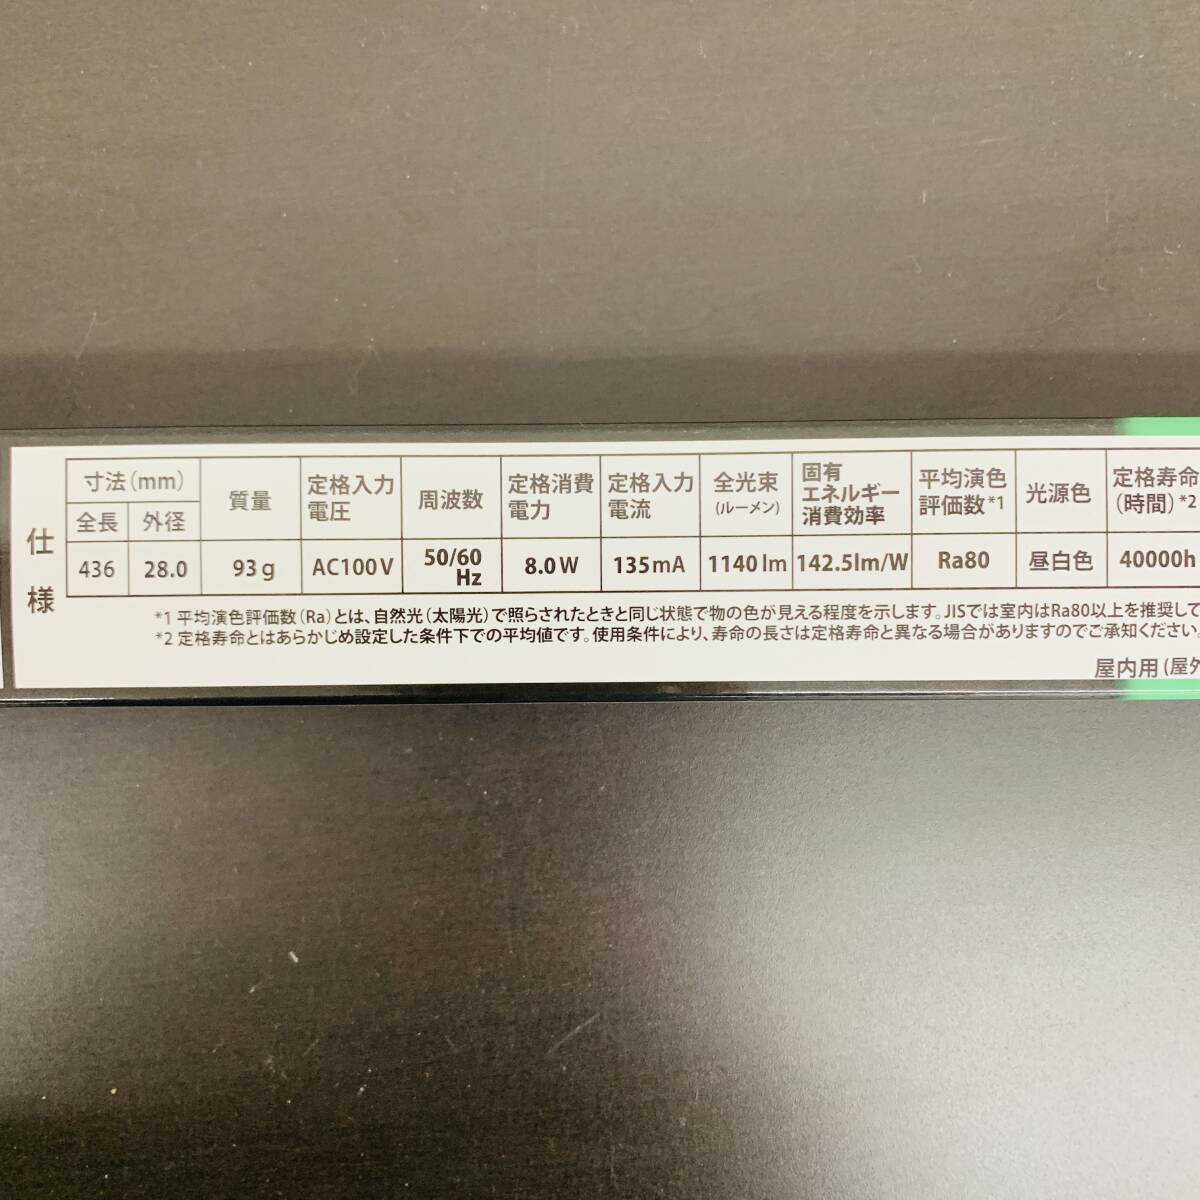 仕様
寸法(mm) 質量 定格入力電圧 周波数 定格消費電力 定格入力電流 全光束(ルーメン) 固有エネルギー消費効率 平均演色評価数*1 光源色 定格寿命(時間)*2
全長 外径
436 28.0 93g AC100V 50/60Hz 8.0W 135mA 1140lm 142.5lm/W Ra80 昼白色 40000h
*1 平均演色評価数(Ra)とは、自然光(太陽光)で照らされたときと同じ状態で物の色が見える程度を示します。JISでは室内はRa80以上を推奨して
*2 定格寿命とはあらかじめ設定した条件下での平均値です。使用条件により、寿命の長さは定格寿命と異なる場合がありますのでご承知ください。
屋内用(屋外